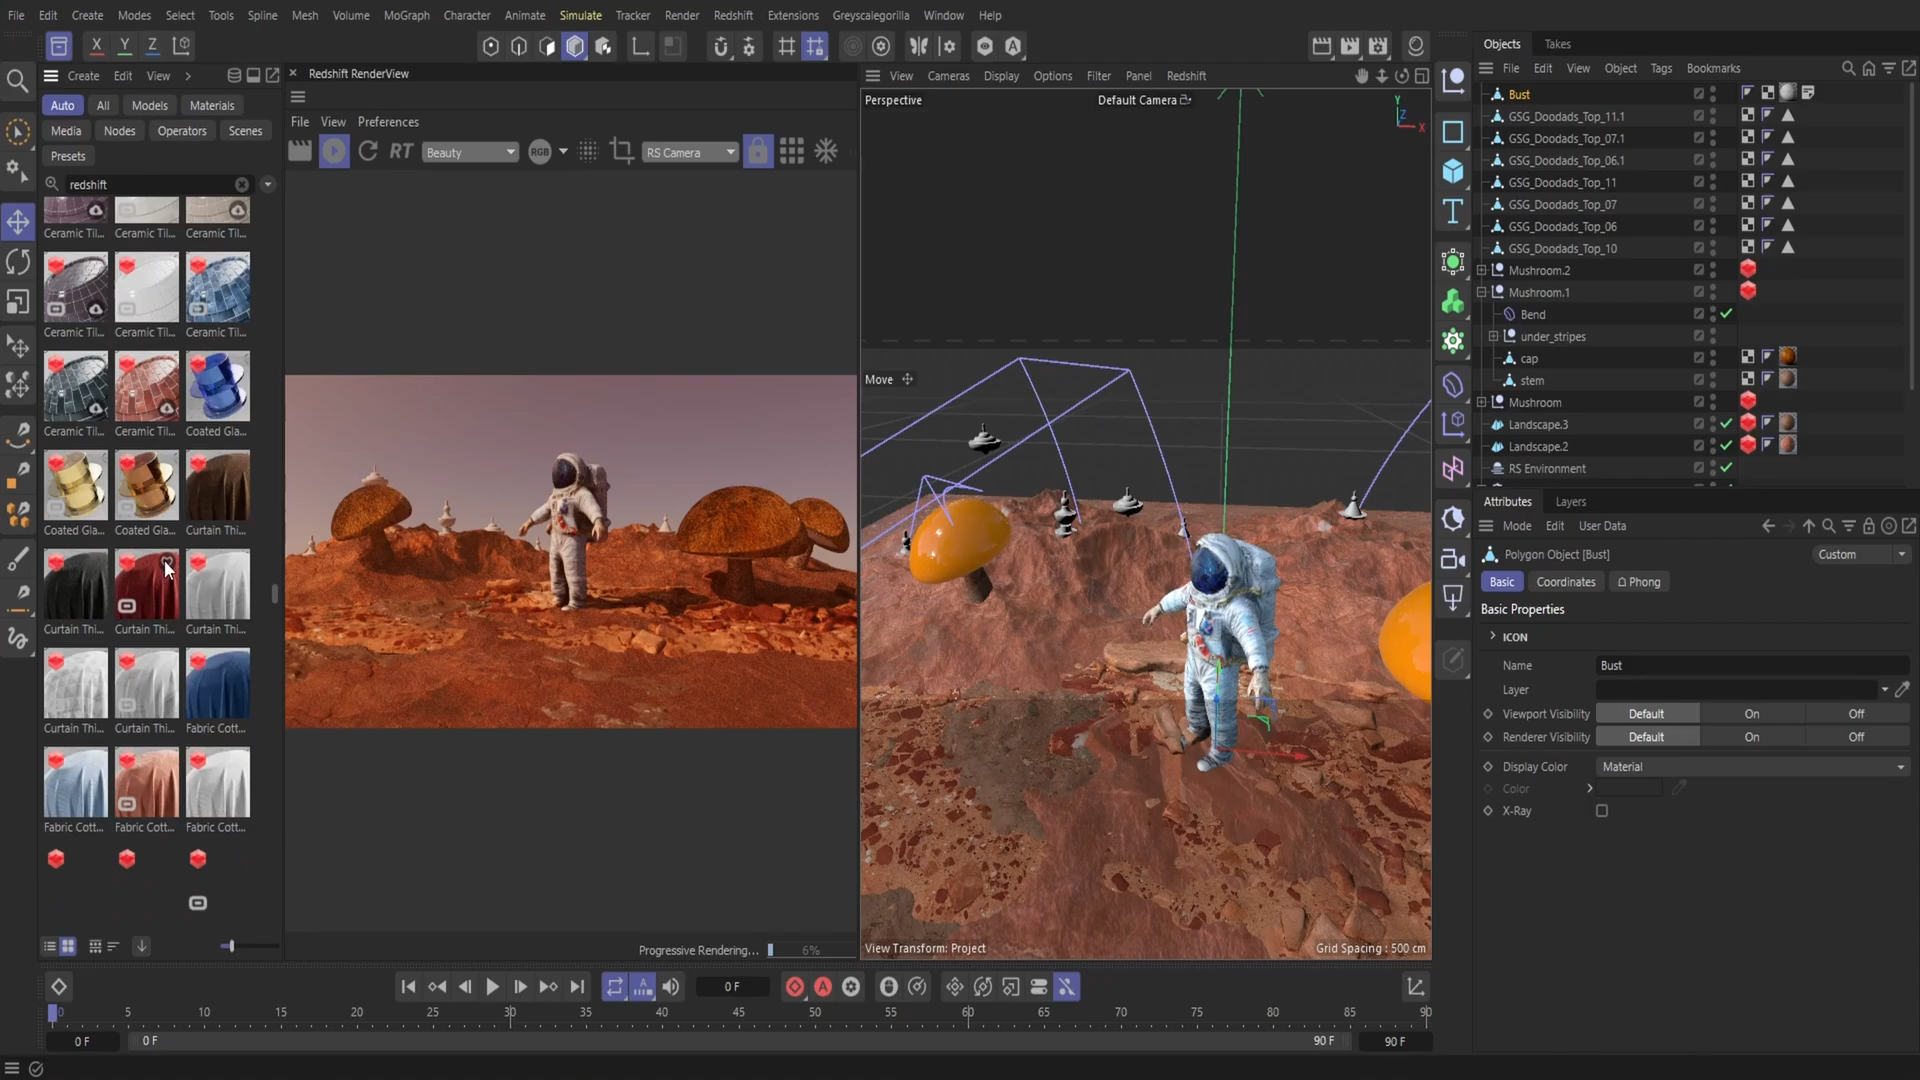 File Edit Create Modes Select Tools Spline Mesh Volume MoGraph Character Animate Simulate Tracker Render Redshift Extensions Greyscalegorilla Window Help
X Y Z
Create Edit View
Auto All Models Materials
Media Nodes Operators Scenes
Presets
redshift
Ceramic Til... Ceramic Til... Ceramic Til...
Ceramic Til... Ceramic Til... Ceramic Til...
Ceramic Til... Ceramic Til... Coated Gla...
Coated Gla... Coated Gla... Curtain Thi...
Curtain Thi... Curtain Thi... Curtain Thi...
Curtain Thi... Curtain Thi... Fabric Cott...
Fabric Cott... Fabric Cott... Fabric Cott...
Redshift RenderView
File View Preferences
RT Beauty RGB RS Camera
Progressive Rendering... 6%
View Cameras Display Options Filter Panel Redshift
Perspective
Default Camera
Y
Z
X
Move
View Transform: Project
Grid Spacing : 500 cm
Objects Takes
File Edit View Object Tags Bookmarks
Bust
GSG_Doodads_Top_11.1
GSG_Doodads_Top_07.1
GSG_Doodads_Top_06.1
GSG_Doodads_Top_11
GSG_Doodads_Top_07
GSG_Doodads_Top_06
GSG_Doodads_Top_10
Mushroom.2
Mushroom.1
Bend
under_stripes
cap
stem
Mushroom
Landscape.3
Landscape.2
RS Environment
Attributes Layers
Mode Edit User Data
Polygon Object [Bust]
Custom
Basic Coordinates Phong
Basic Properties
ICON
Name Bust
Layer
Viewport Visibility Default On Off
Renderer Visibility Default On Off
Display Color Material
Color
X-Ray
0 F
0 5 10 15 20 25 30 35 40 45 50 55 60 65 70 75 80 85 90
0 F 0 F 90 F 90 F